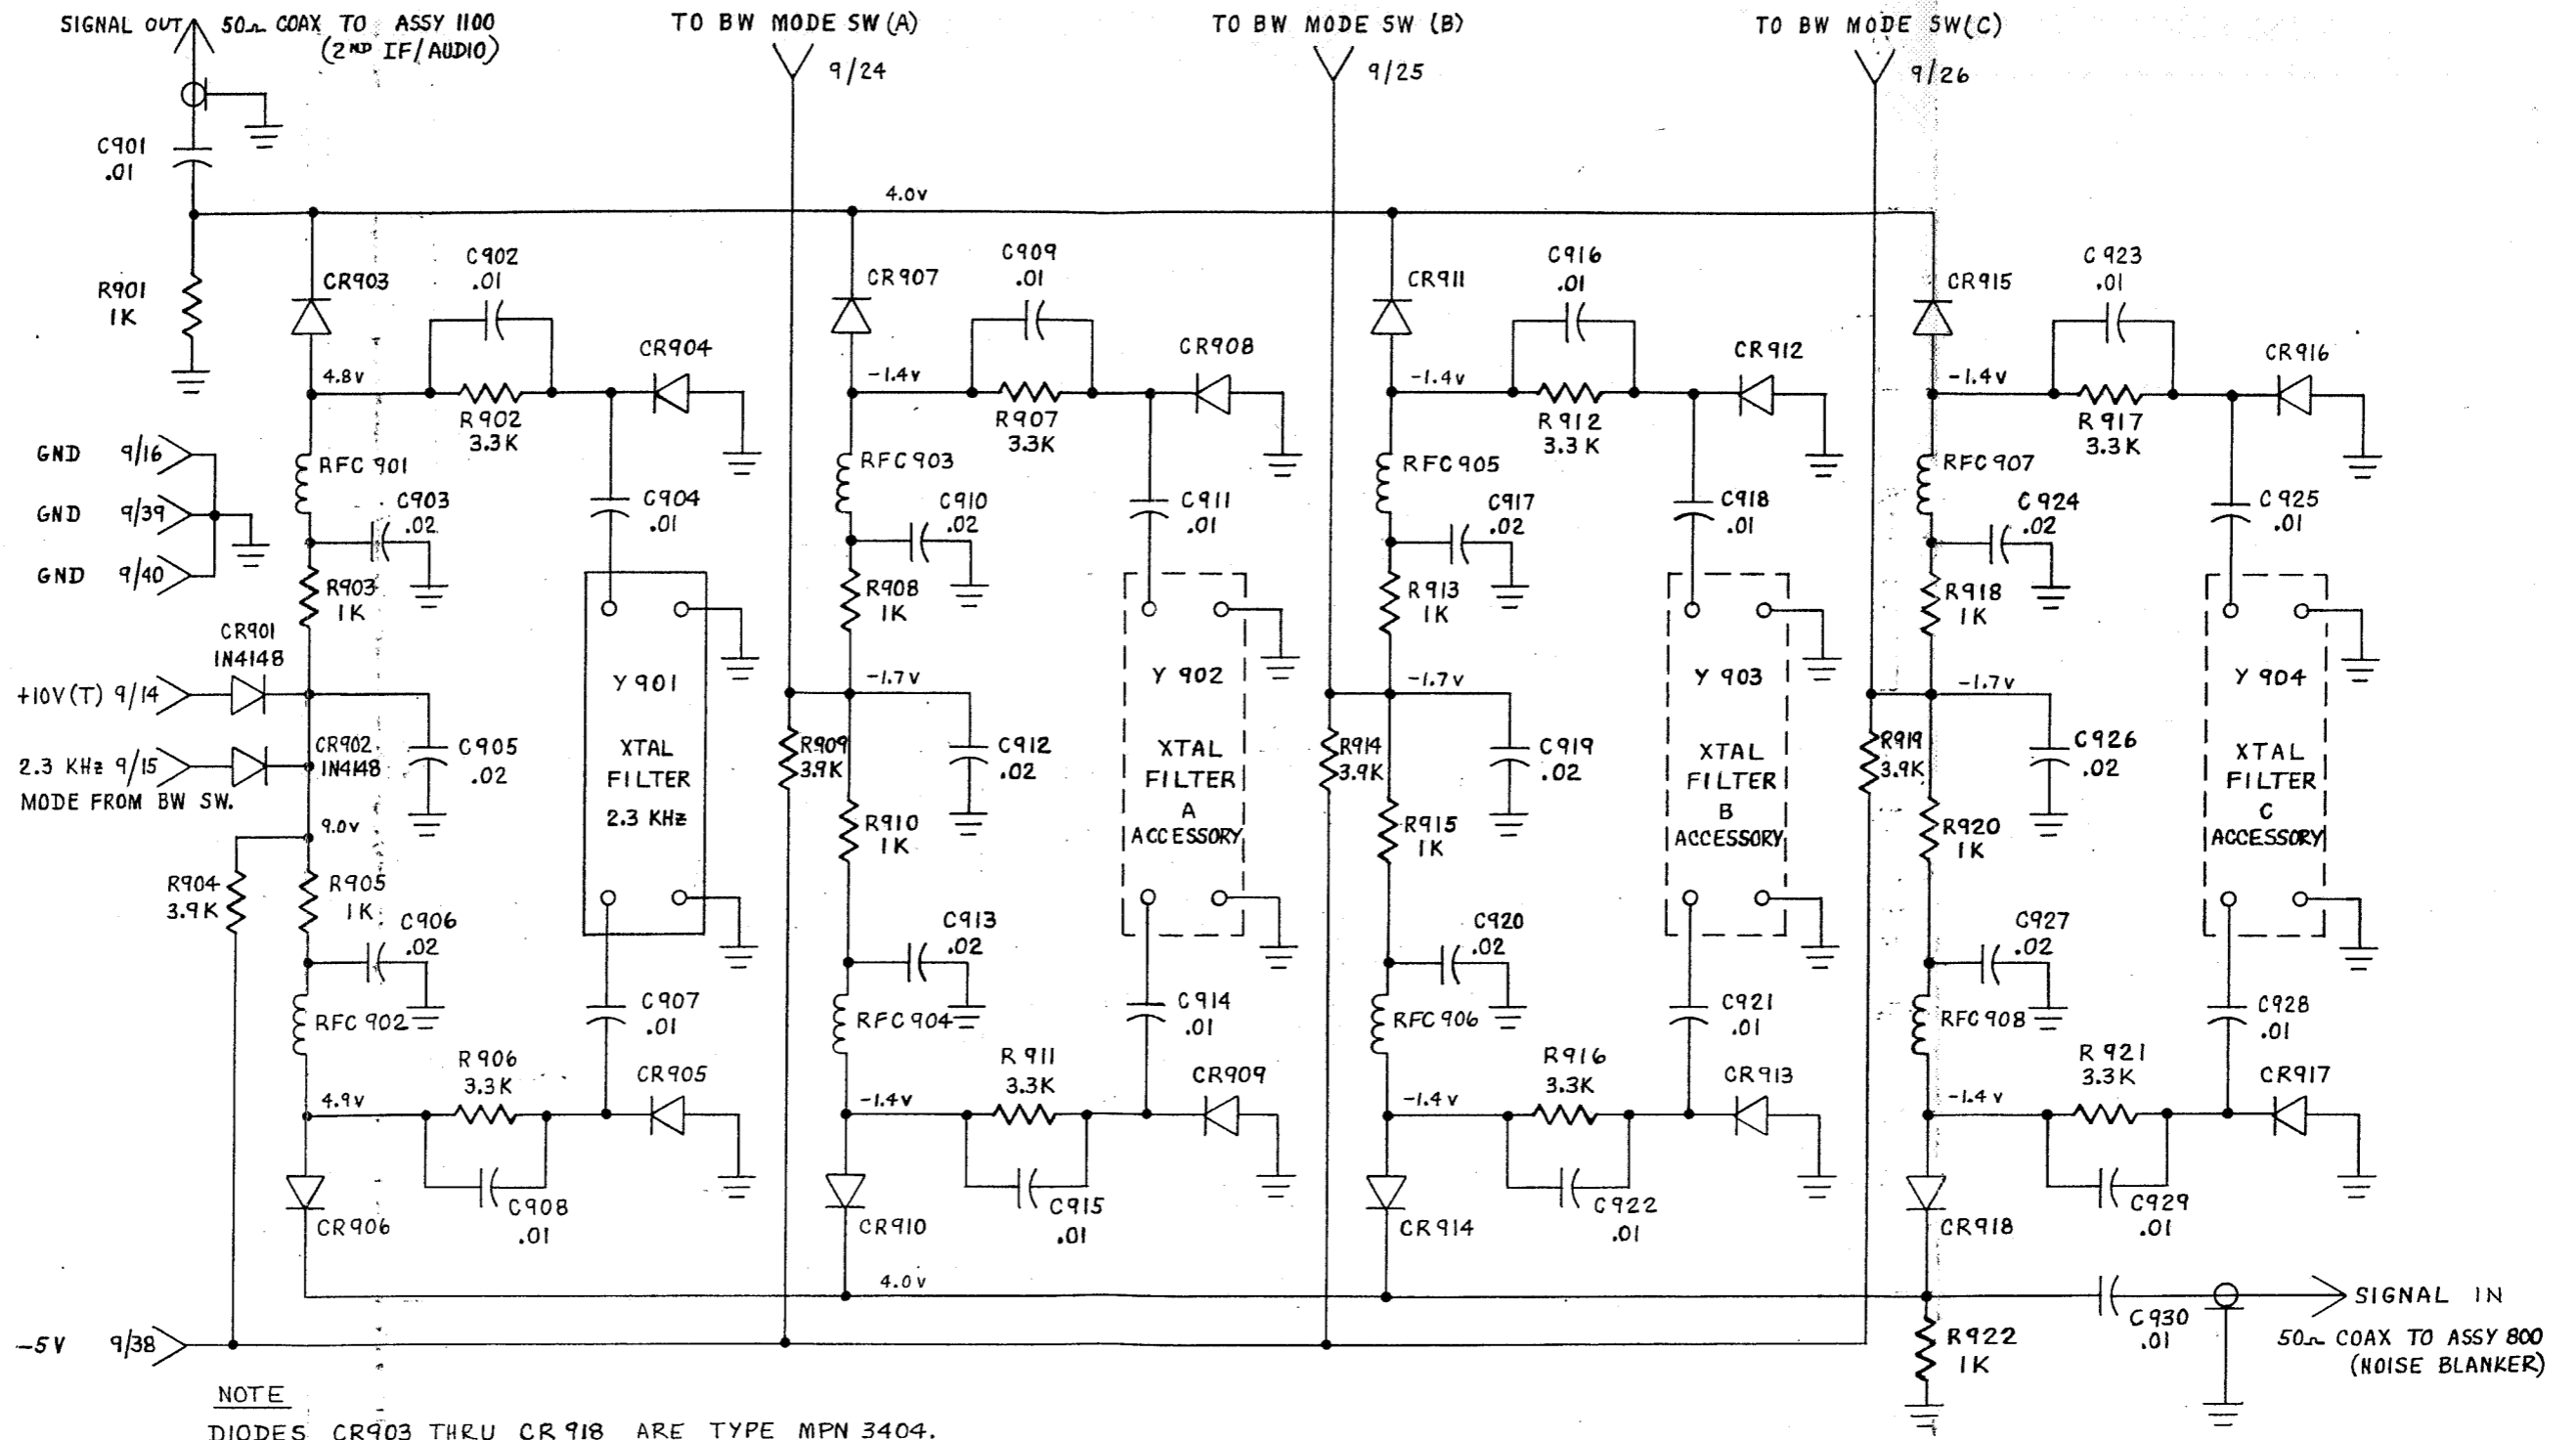 SIGNAL OUT
50Ω COAX TO ASSY 1100
(2ND IF/AUDIO)
TO BW MODE SW (A)
9/24
TO BW MODE SW (B)
9/25
TO BW MODE SW(C)
9/26
C901
.01
4.0V
R901
1K
CR903
C902
.01
CR904
4.8V
R902
3.3K
CR907
C909
.01
CR908
-1.4V
R907
3.3K
CR911
C916
.01
CR912
-1.4V
R912
3.3K
CR915
C923
.01
CR916
-1.4V
R917
3.3K
GND 9/16
GND 9/39
GND 9/40
RFC 901
C903
.02
C904
.01
R903
1K
RFC903
C910
.02
C911
.01
R908
1K
RFC905
C917
.02
C918
.01
R913
1K
RFC907
C924
.02
C925
.01
R918
1K
CR901
1N4148
+10V(T) 9/14
2.3 KHz 9/15
MODE FROM BW SW.
CR902
1N4148
C905
.02
9.0V
Y901
XTAL
FILTER
2.3 KHz
-1.7V
R909
3.9K
C912
.02
Y 902
XTAL
FILTER
A
ACCESSORY
-1.7V
R914
3.9K
C919
.02
Y 903
XTAL
FILTER
B
ACCESSORY
-1.7V
R919
3.9K
C926
.02
Y 904
XTAL
FILTER
C
ACCESSORY
R904
3.9K
R905
1K
C906
.02
RFC 902
C907
.01
R910
1K
C913
.02
RFC 904
C914
.01
R915
1K
C920
.02
RFC 906
C921
.01
R920
1K
C927
.02
RFC 908
C928
.01
4.9V
R906
3.3K
CR905
C908
.01
CR906
-1.4V
R 911
3.3K
CR909
C915
.01
CR910
-1.4V
R916
3.3K
CR913
C922
.01
CR914
-1.4V
R 921
3.3K
CR917
C929
.01
CR918
4.0V
C930
.01
SIGNAL IN
50Ω COAX TO ASSY 800
(NOISE BLANKER)
R922
1K
-5V 9/38
NOTE
DIODES CR903 THRU CR918 ARE TYPE MPN 3404.